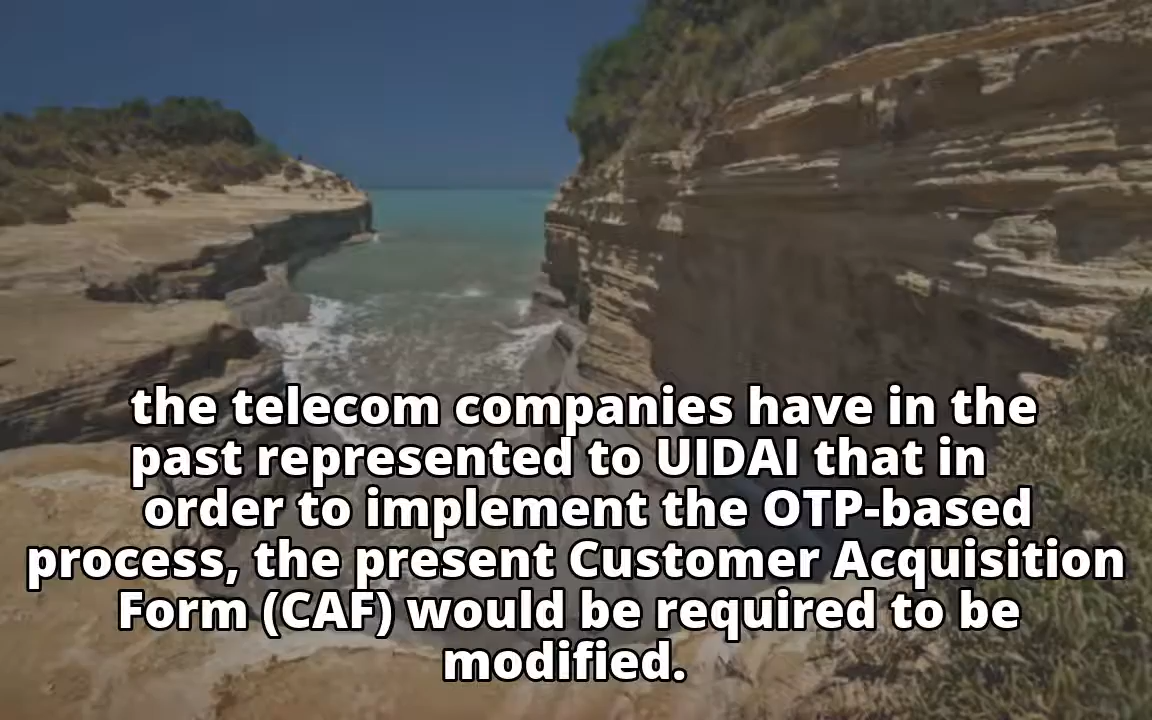 the telecom companies have in the
past represented to UIDAI that in
order to implement the OTP-based
process, the present Customer Acquisition
Form (CAF) would be required to be
modified.